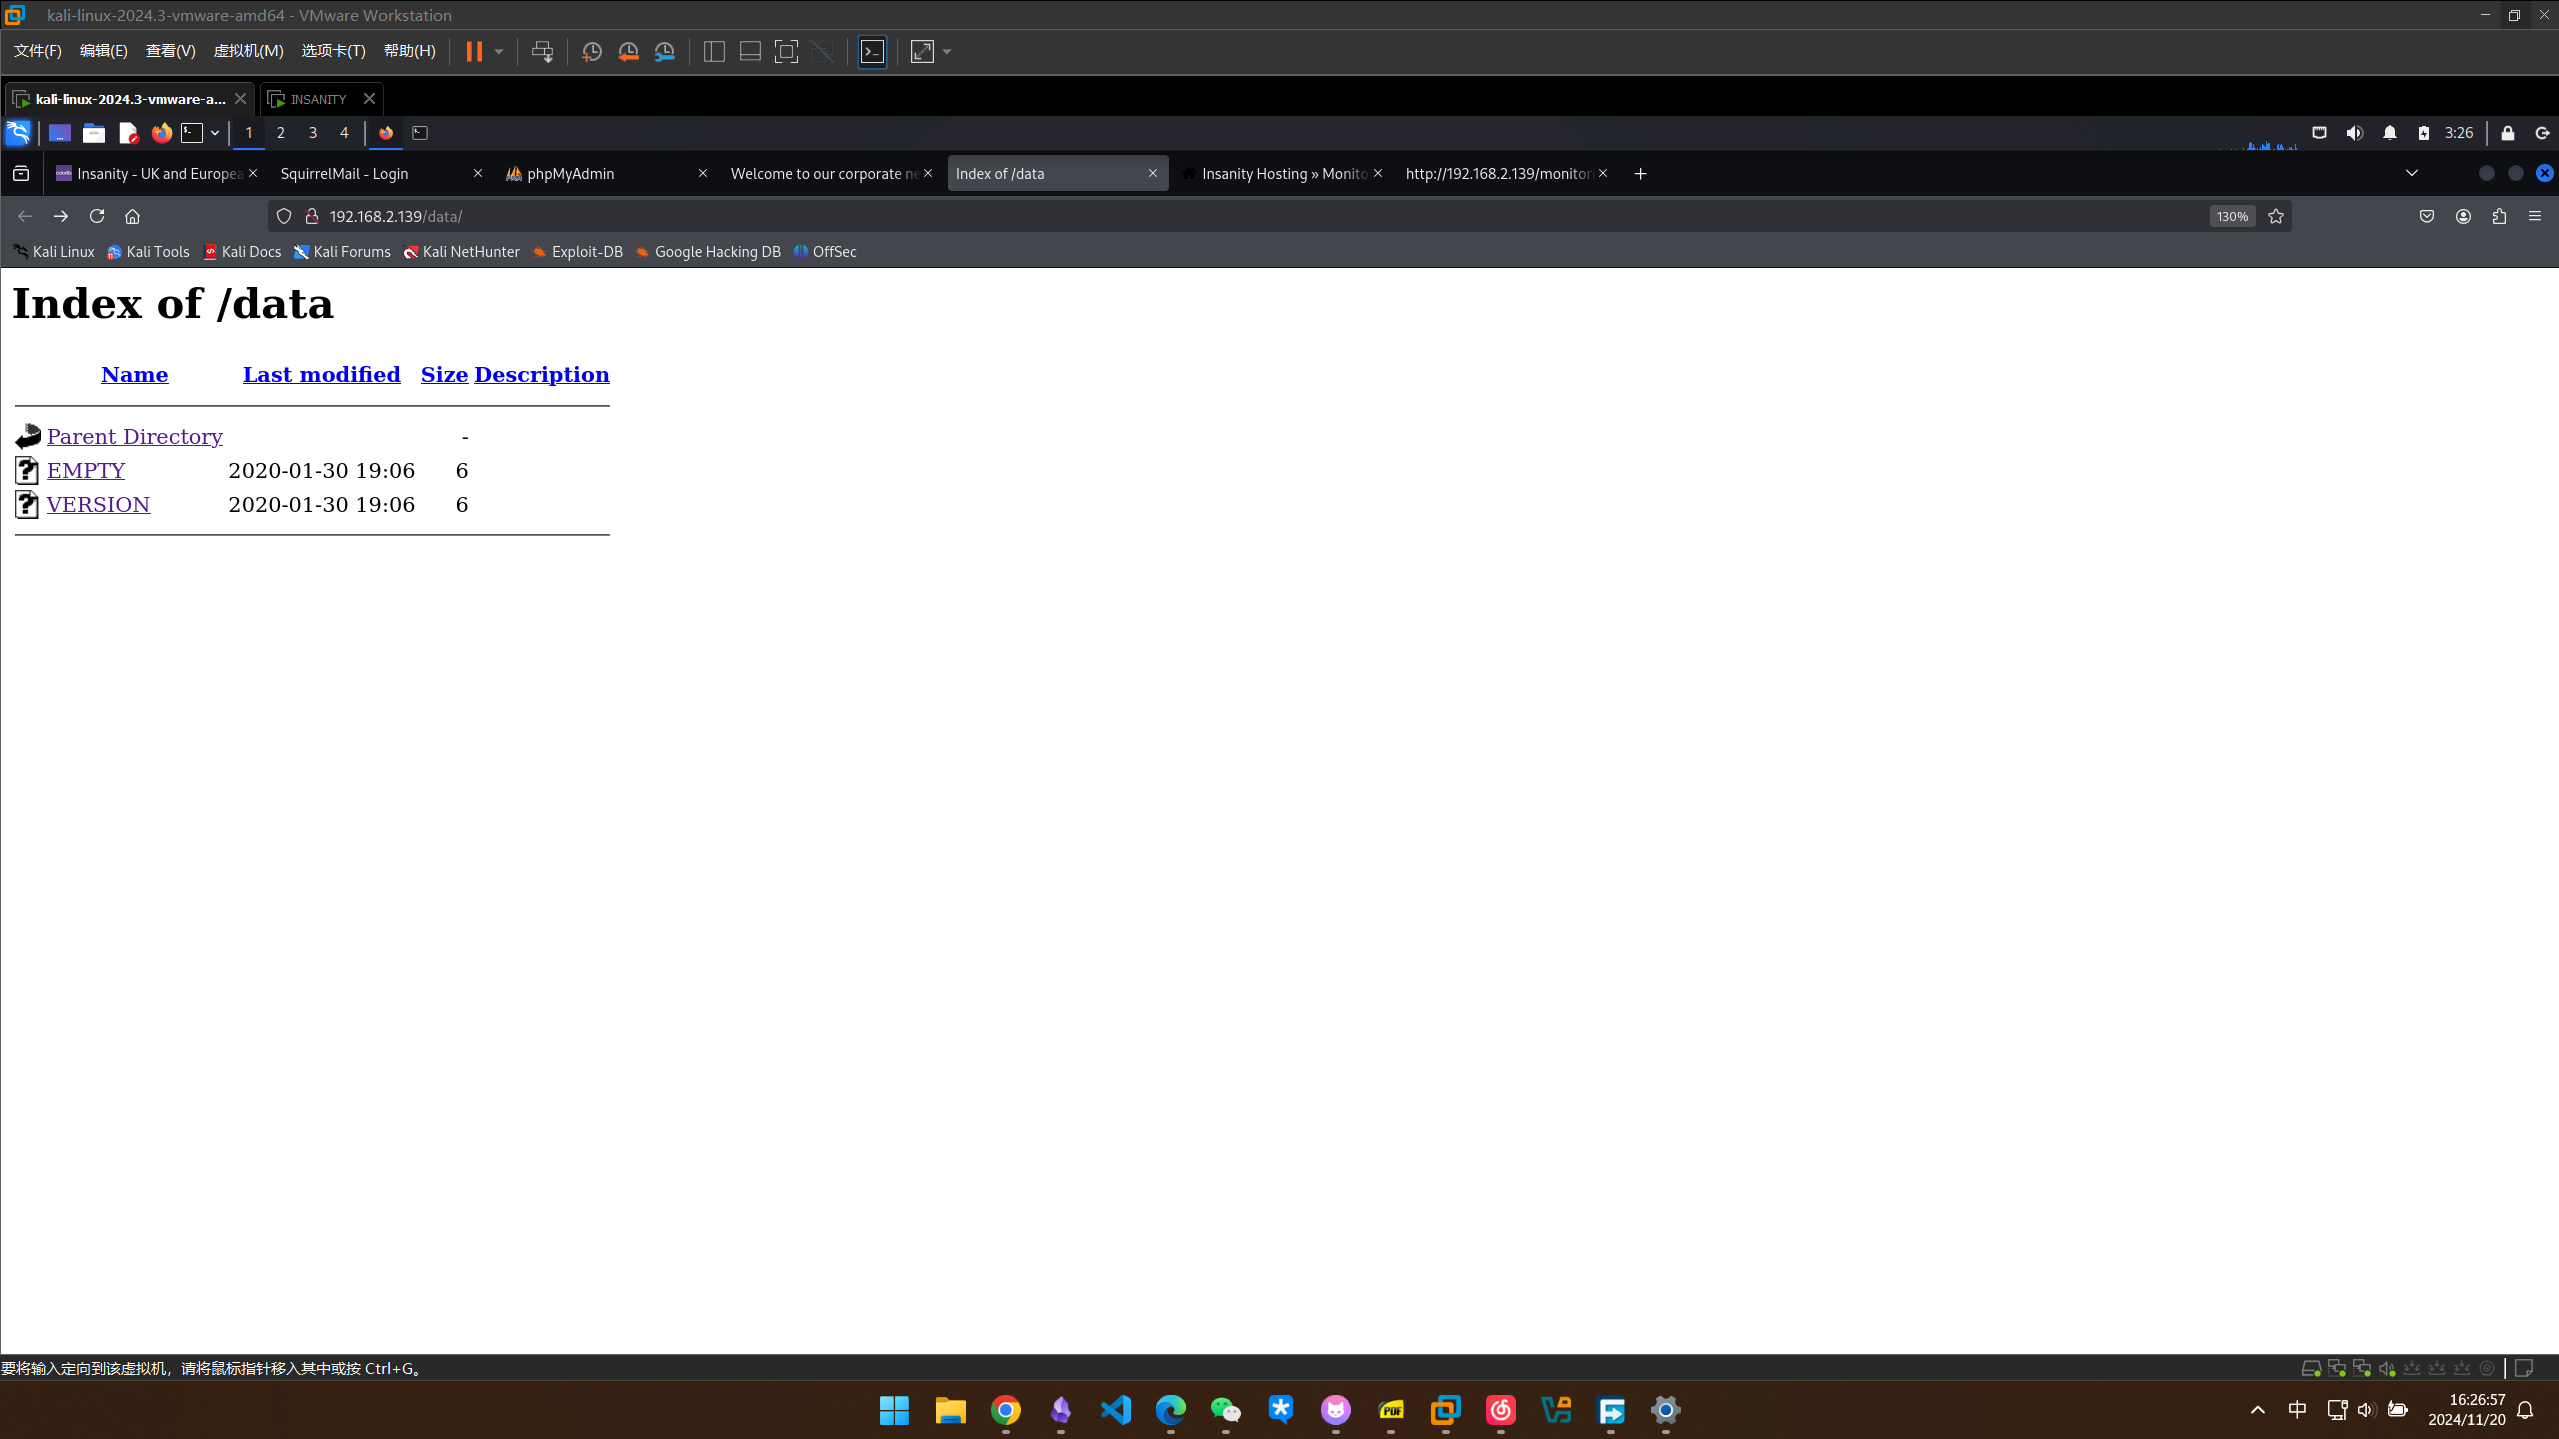 kali-linux-2024.3-vmware-amd64 - VMware Workstation
文件(F) 编辑(E) 查看(V) 虚拟机(M) 选项卡(T) 帮助(H)
kali-linux-2024.3-vmware-a... INSANITY
1 2 3 4 3:26
Insanity - UK and Europea SquirrelMail - Login phpMyAdmin Welcome to our corporate ne Index of /data Insanity Hosting » Monito http://192.168.2.139/monitor
192.168.2.139/data/ 130%
Kali Linux Kali Tools Kali Docs Kali Forums Kali NetHunter Exploit-DB Google Hacking DB OffSec
Index of /data
Name Last modified Size Description
Parent Directory -
EMPTY 2020-01-30 19:06 6
VERSION 2020-01-30 19:06 6
要将输入定向到该虚拟机，请将鼠标指针移入其中或按 Ctrl+G。
PDF 中 16:26:57
2024/11/20